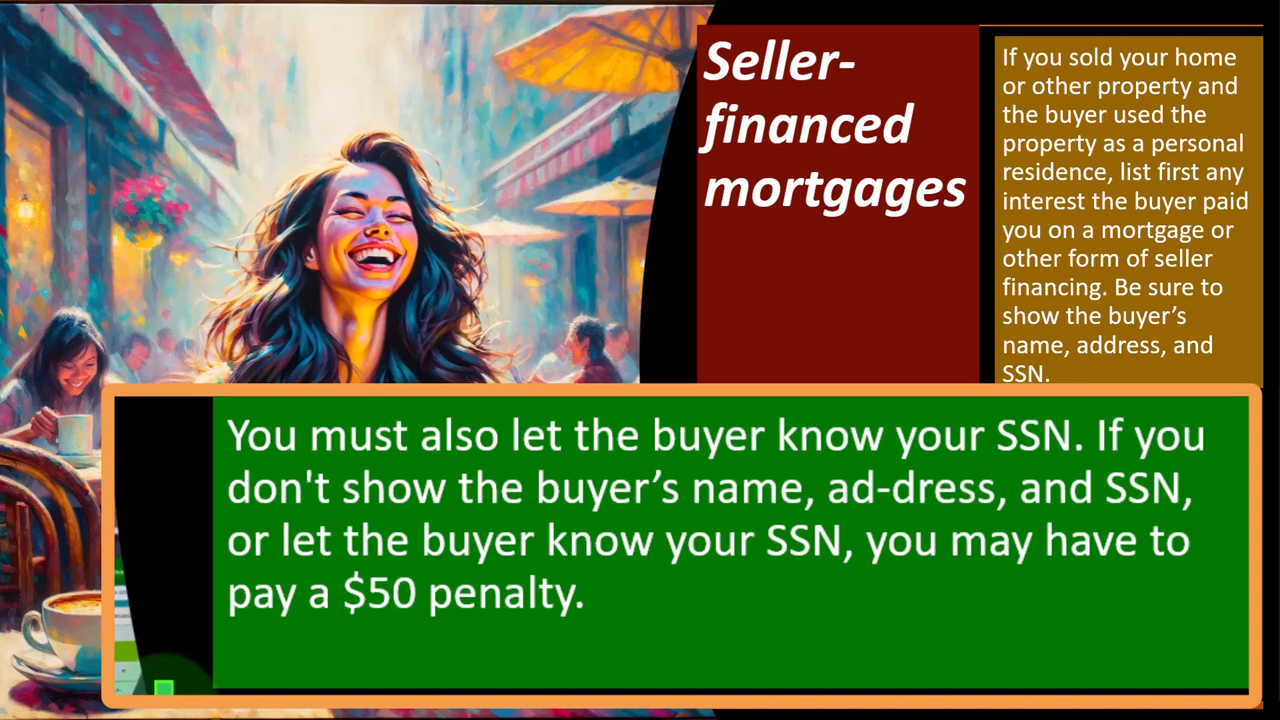 Seller-
financed
mortgages
If you sold your home
or other property and
the buyer used the
property as a personal
residence, list first any
interest the buyer paid
you on a mortgage or
other form of seller
financing. Be sure to
show the buyer’s
name, address, and
SSN.
You must also let the buyer know your SSN. If you
don't show the buyer’s name, ad-dress, and SSN,
or let the buyer know your SSN, you may have to
pay a $50 penalty.